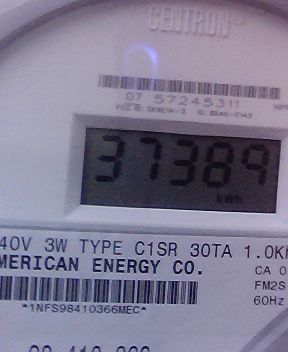 CENTRON
07 57245311
37389
kWh
40V 3W TYPE C1SR 30TA 1.0K
MERICAN ENERGY CO.
CA 0
FM2S
60Hz
*1NFS98410366MEC*